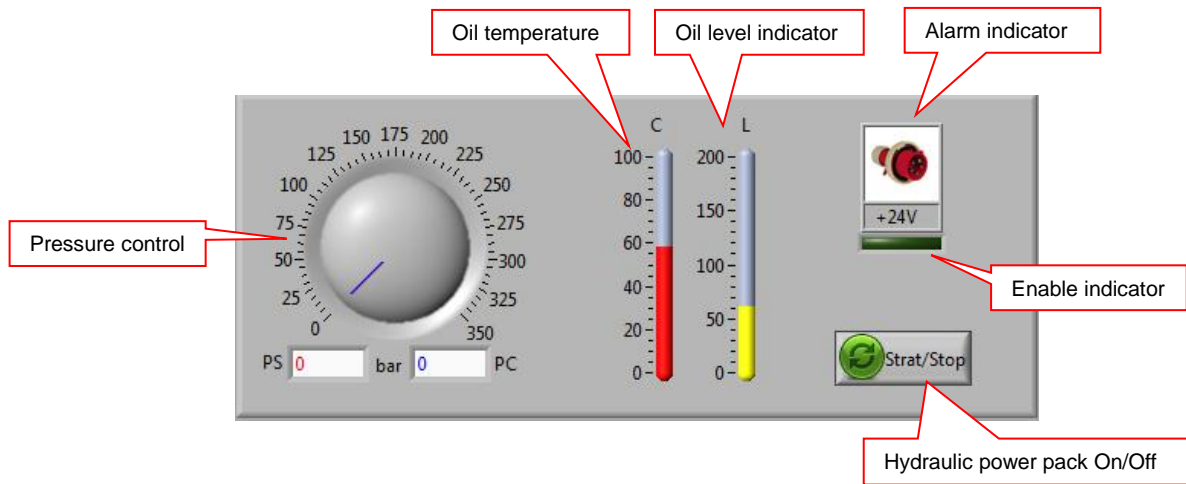 Oil temperature
Oil level indicator
Alarm indicator
C
L
150 175 200
125
225
100
250
75
275
50
300
25
325
0
350
100
80
60
40
20
0
200
150
100
50
0
+24V
Pressure control
Enable indicator
PS 0 bar 0 PC
Strat/Stop
Hydraulic power pack On/Off